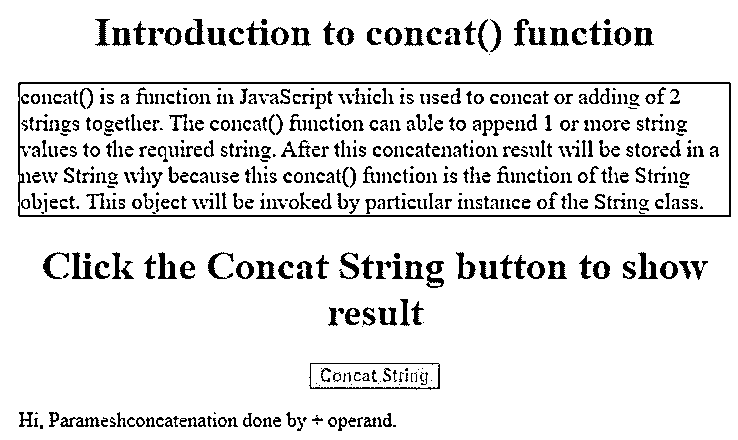 Introduction to concat() function
concat() is a function in JavaScript which is used to concat or adding of 2
strings together. The concat() function can able to append 1 or more string
values to the required string. After this concatenation result will be stored in a
new String why because this concat() function is the function of the String
object. This object will be invoked by particular instance of the String class.
Click the Concat String button to show
result
Concat String
Hi, Parameshconcatenation done by + operand.